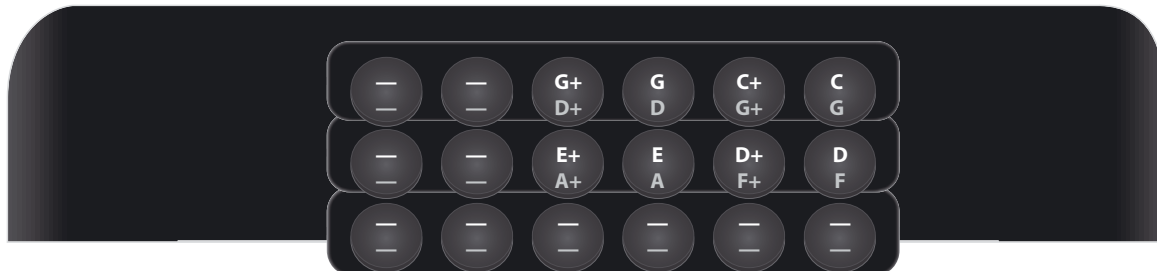 — — G+ G C+ C
— — D+ D G+ G
— — E+ E D+ D
— — A+ A F+ F
— — — — — —
— — — — — —